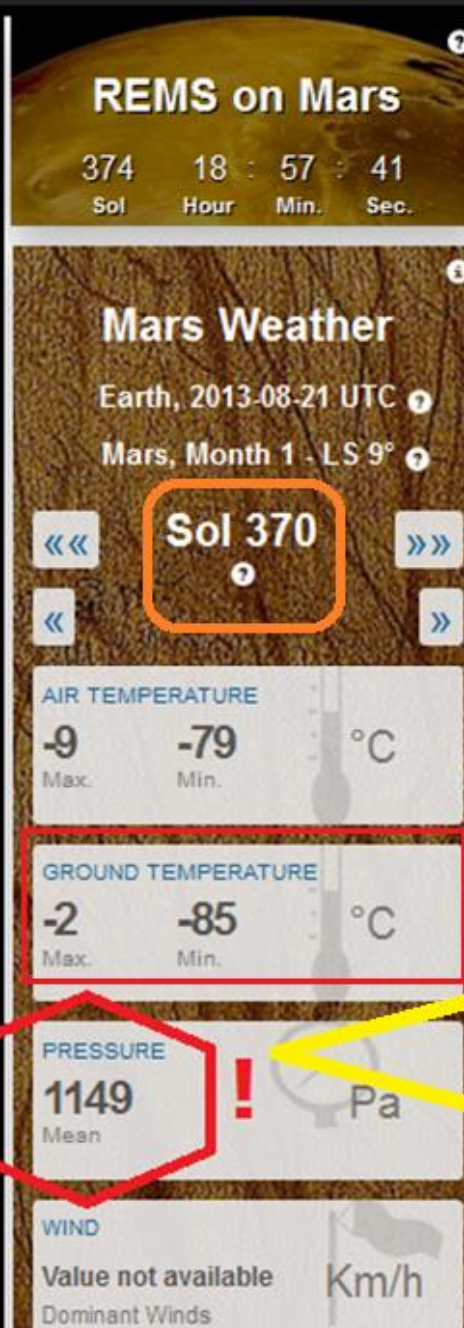 REMS on Mars
374 18 : 57 : 41
Sol Hour Min. Sec.
Mars Weather
Earth, 2013-08-21 UTC ?
Mars, Month 1 - LS 9° ?
«« Sol 370 »»
?
« »
AIR TEMPERATURE
-9 -79 °C
Max. Min.
GROUND TEMPERATURE
-2 -85 °C
Max. Min.
PRESSURE
1149 ! Pa
Mean
WIND
Value not available Km/h
Dominant Winds